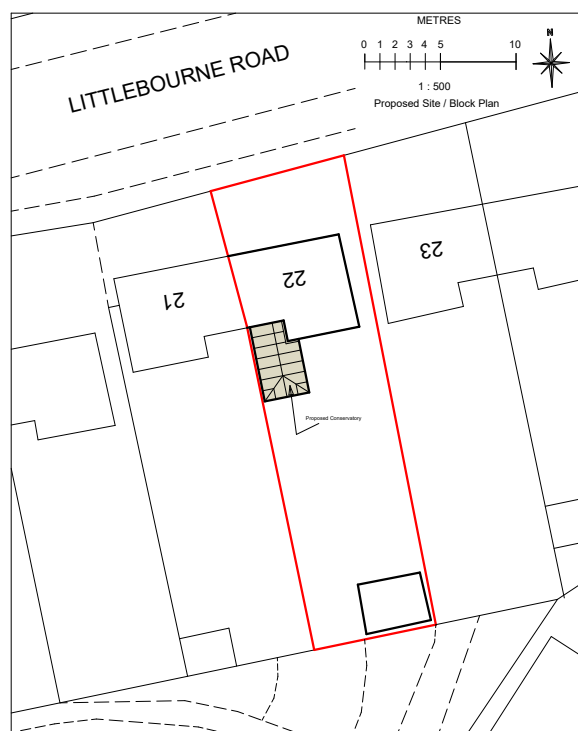 METRES
N
0 1 2 3 4 5 10
1 : 500
Proposed Site / Block Plan
LITTLEBOURNE ROAD
23
22
21
Proposed Conservatory